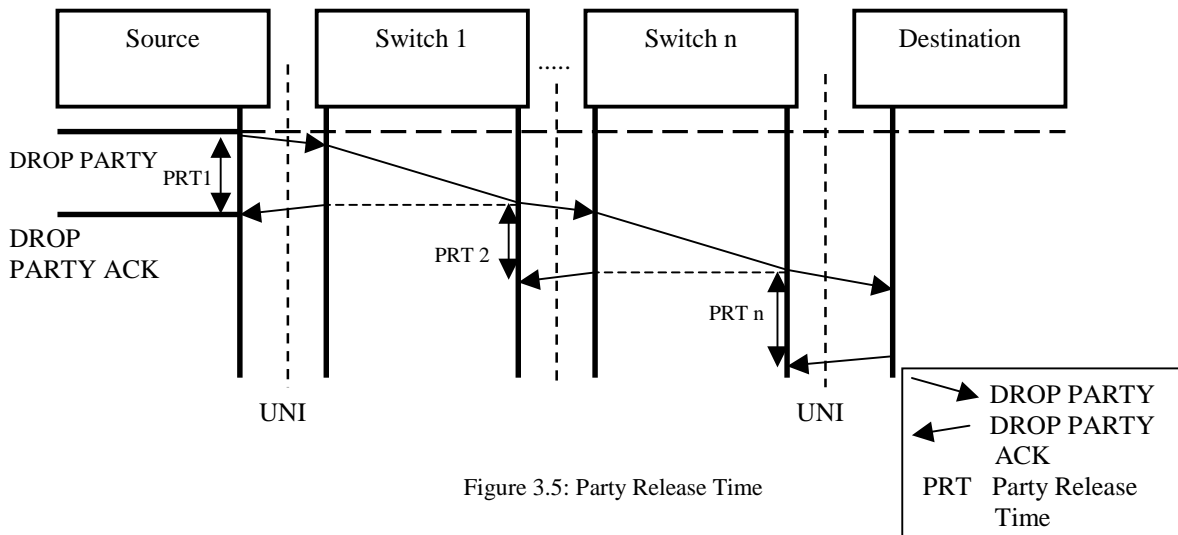 Source
Switch 1
.....
Switch n
Destination
DROP PARTY
PRT1
DROP
PARTY ACK
PRT 2
PRT n
UNI
UNI
DROP PARTY
DROP PARTY
ACK
PRT Party Release
Time
Figure 3.5: Party Release Time